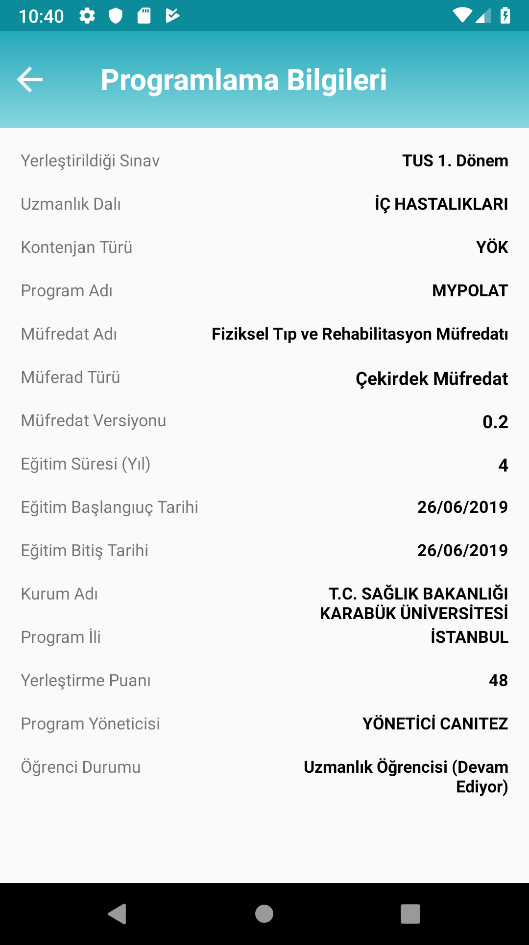 10:40
Programlama Bilgileri
Yerleştirildiği Sınav TUS 1. Dönem
Uzmanlık Dalı İÇ HASTALIKLARI
Kontenjan Türü YÖK
Program Adı MYPOLAT
Müfredat Adı Fiziksel Tıp ve Rehabilitasyon Müfredatı
Müferad Türü Çekirdek Müfredat
Müfredat Versiyonu 0.2
Eğitim Süresi (Yıl) 4
Eğitim Başlangıuç Tarihi 26/06/2019
Eğitim Bitiş Tarihi 26/06/2019
Kurum Adı T.C. SAĞLIK BAKANLIĞI
KARABÜK ÜNİVERSİTESİ
Program İli İSTANBUL
Yerleştirme Puanı 48
Program Yöneticisi YÖNETİCİ CANITEZ
Öğrenci Durumu Uzmanlık Öğrencisi (Devam
Ediyor)